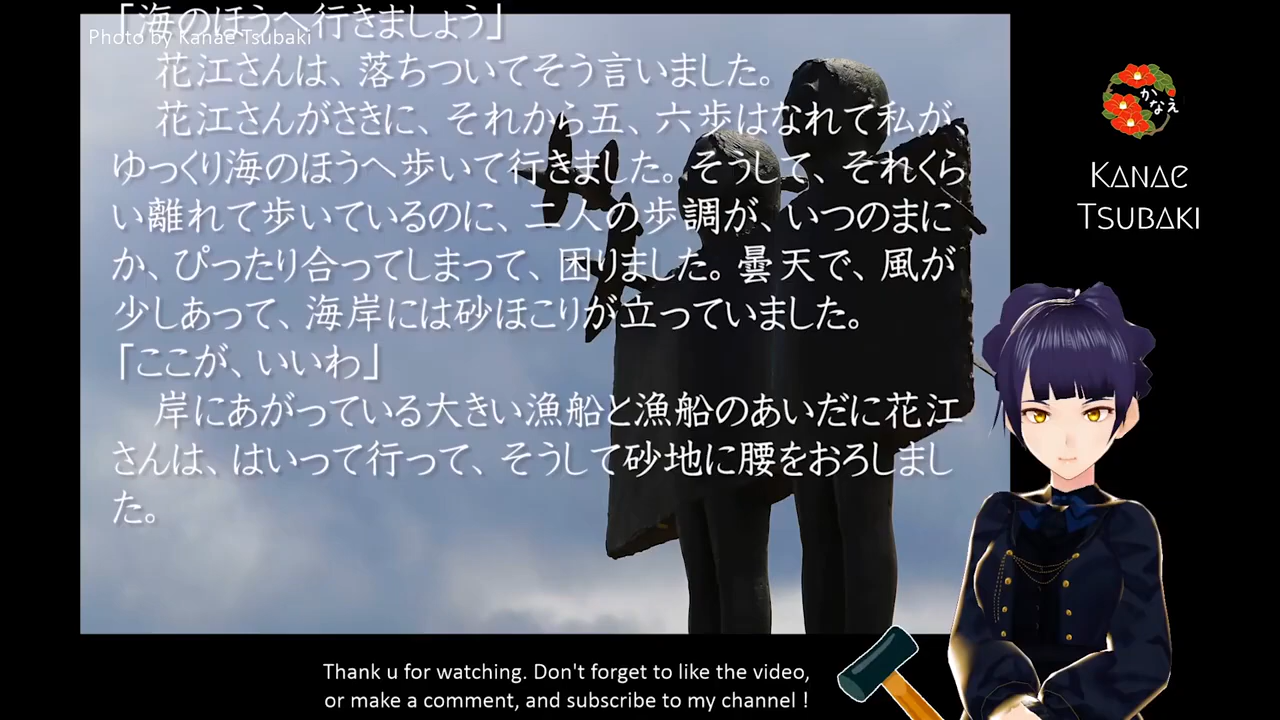 「海のほうへ行きましょう」
Photo by Kanae Tsubaki
花江さんは、落ちついてそう言いました。
花江さんがさきに、それから五、六歩はなれて私が、
ゆっくり海のほうへ歩いて行きました。そうして、それくら
い離れて歩いているのに、二人の歩調が、いつのまに
か、ぴったり合ってしまって、困りました。曇天で、風が
少しあって、海岸には砂ほこりが立っていました。
「ここが、いいわ」
岸にあがっている大きい漁船と漁船のあいだに花江
さんは、はいって行って、そうして砂地に腰をおろしまし
た。
かなえ
KANAE
TSUBAKI
Thank u for watching. Don't forget to like the video,
or make a comment, and subscribe to my channel !